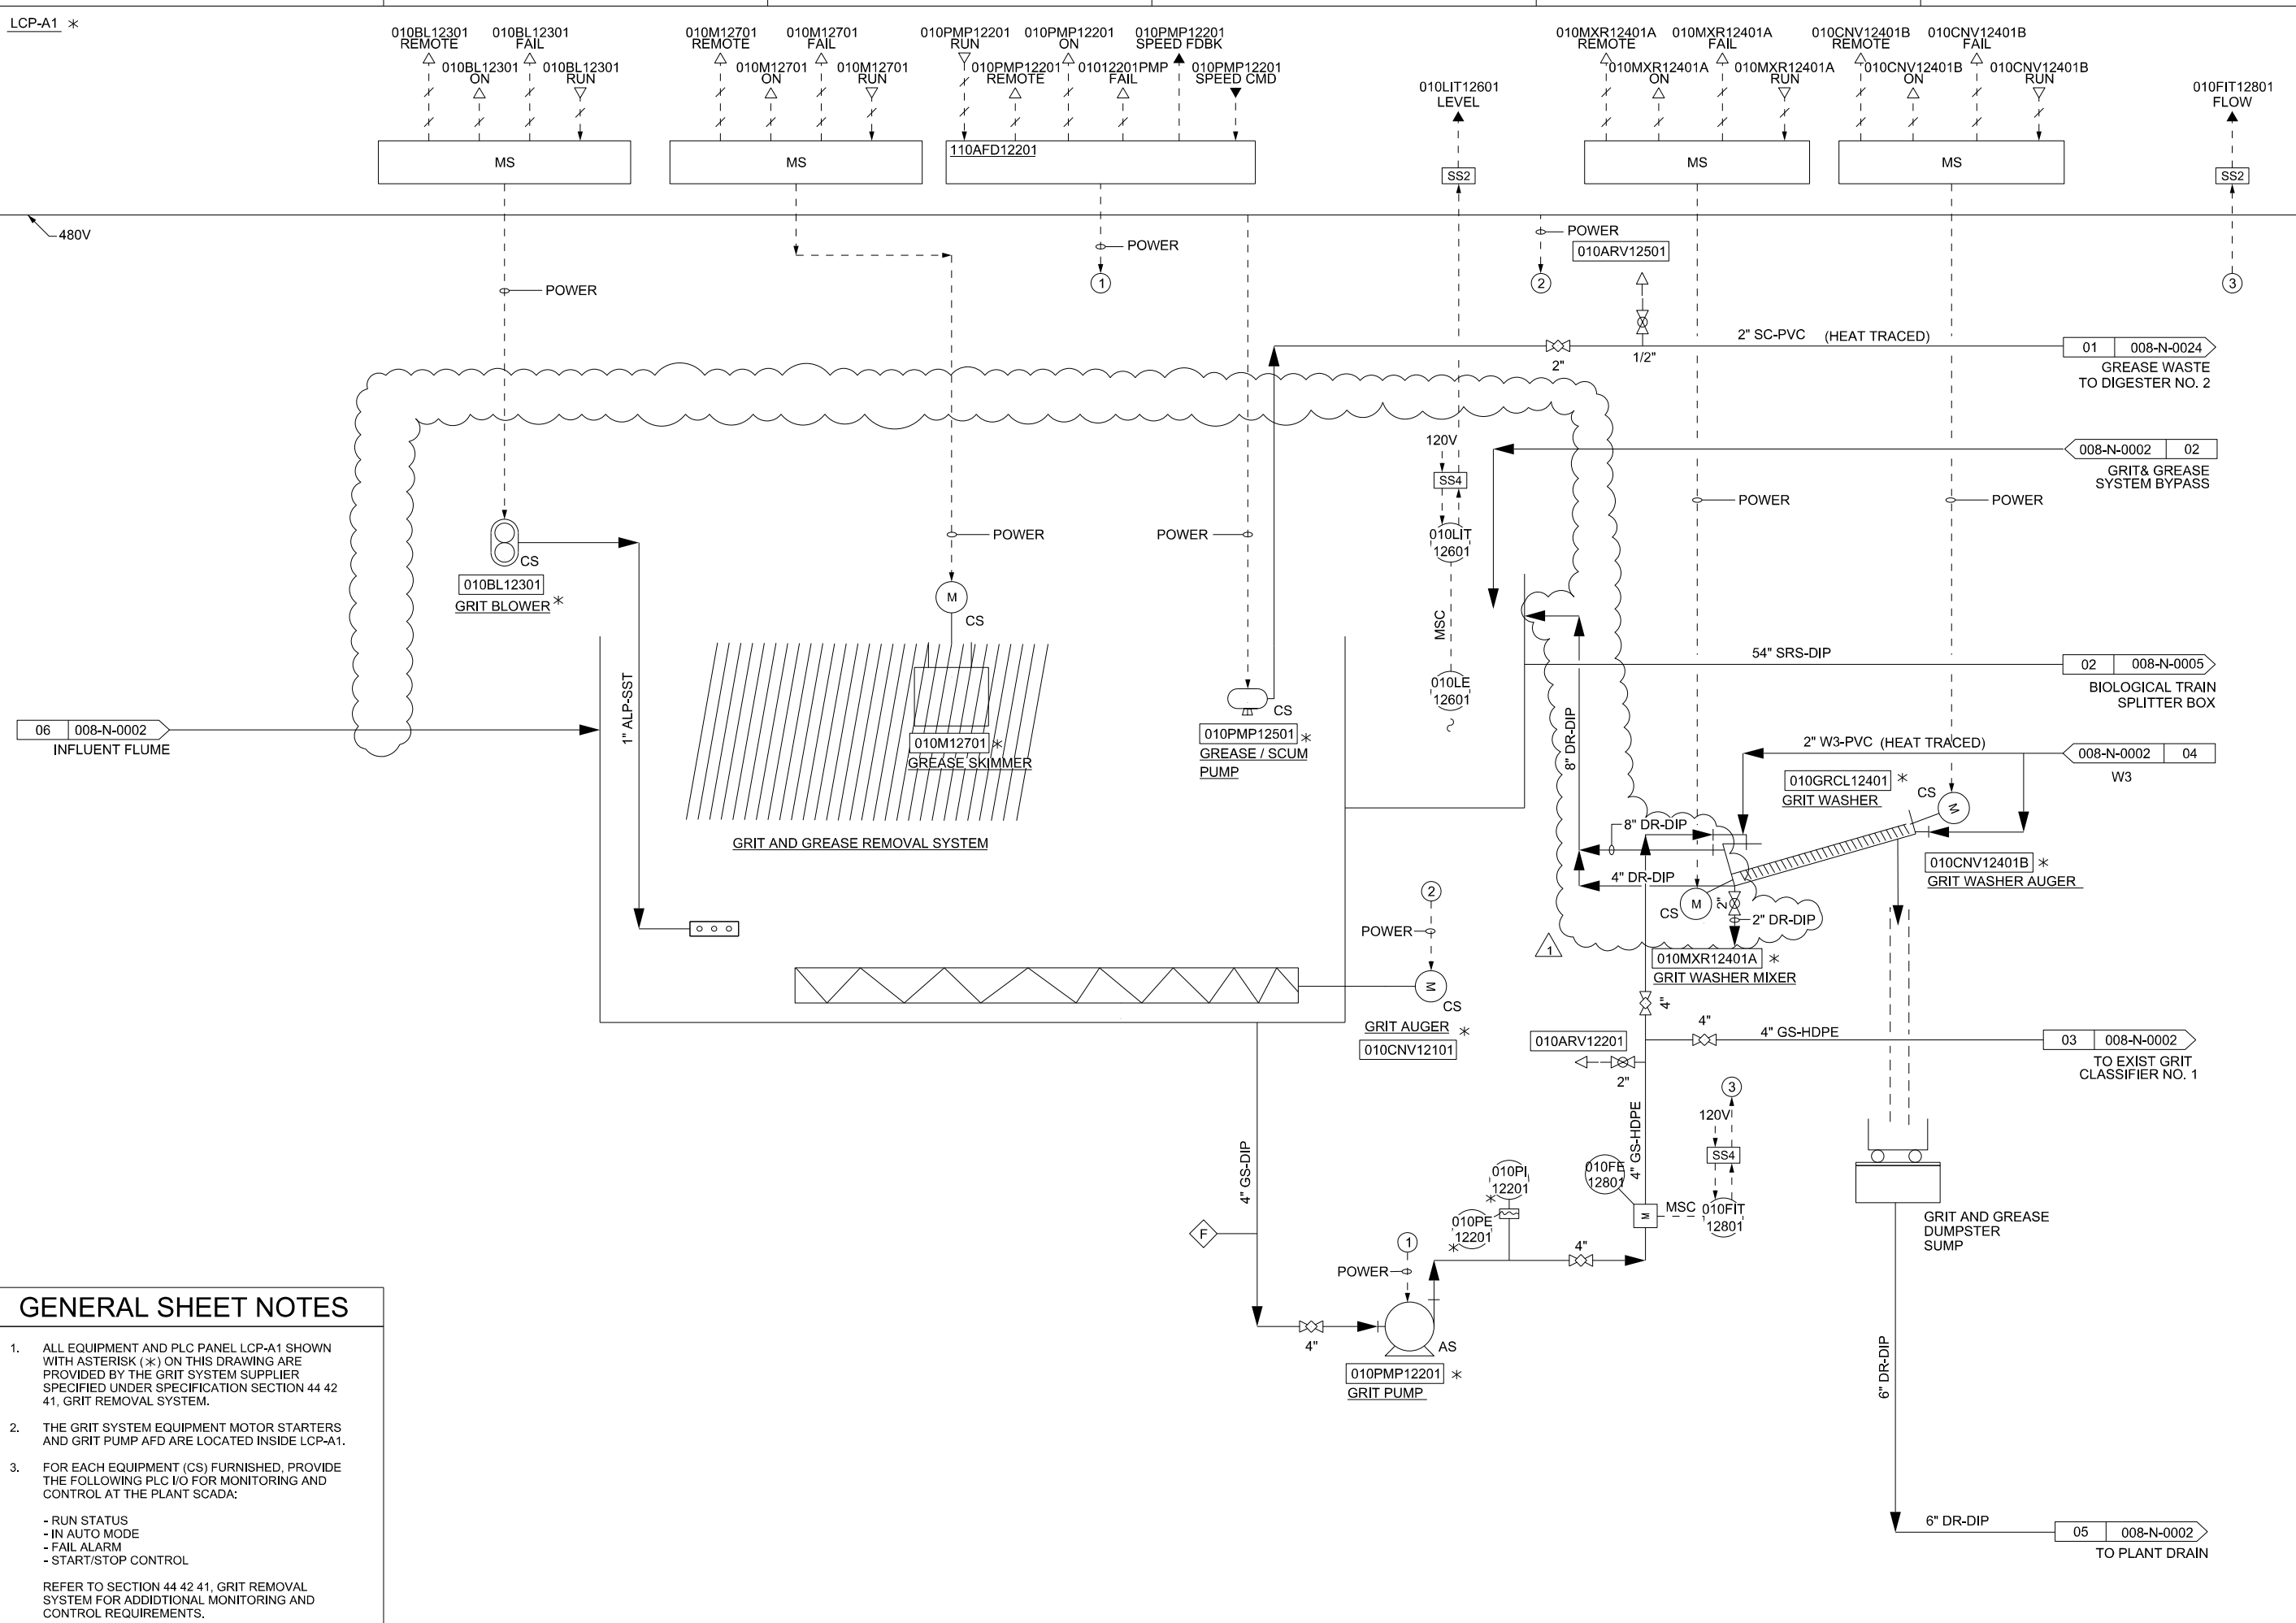 LCP-A1 *
010BL12301
REMOTE
010BL12301
FAIL
010BL12301
ON
010BL12301
RUN
010M12701
REMOTE
010M12701
FAIL
010M12701
ON
010M12701
RUN
010PMP12201
RUN
010PMP12201
ON
010PMP12201
SPEED FDBK
010PMP12201
REMOTE
01012201PMP
FAIL
010PMP12201
SPEED CMD
010LIT12601
LEVEL
010MXR12401A
REMOTE
010MXR12401A
FAIL
010MXR12401A
ON
010MXR12401A
RUN
010CNV12401B
REMOTE
010CNV12401B
FAIL
010CNV12401B
ON
010CNV12401B
RUN
010FIT12801
FLOW
MS
MS
110AFD12201
SS2
MS
MS
SS2
480V
POWER
POWER
1
POWER
2
010ARV12501
3
2" SC-PVC (HEAT TRACED)
2"
1/2"
01 008-N-0024
GREASE WASTE
TO DIGESTER NO. 2
120V
SS4
008-N-0002 02
GRIT& GREASE
SYSTEM BYPASS
POWER
POWER
POWER
POWER
010LIT
12601
CS
010BL12301
GRIT BLOWER *
M
CS
MSC
010LE
12601
54" SRS-DIP
02 008-N-0005
BIOLOGICAL TRAIN
SPLITTER BOX
06 008-N-0002
INFLUENT FLUME
1" ALP-SST
010M12701 *
GREASE SKIMMER
CS
010PMP12501 *
GREASE / SCUM
PUMP
8" DR-DIP
2" W3-PVC (HEAT TRACED)
008-N-0002 04
W3
010GRCL12401 *
GRIT WASHER
CS
M
8" DR-DIP
GRIT AND GREASE REMOVAL SYSTEM
4" DR-DIP
010CNV12401B *
GRIT WASHER AUGER
CS
M
2"
2" DR-DIP
2
POWER
1
010MXR12401A *
GRIT WASHER MIXER
M
CS
GRIT AUGER *
010CNV12101
4"
010ARV12201
2"
4"
4" GS-HDPE
03 008-N-0002
TO EXIST GRIT
CLASSIFIER NO. 1
3
120V
SS4
4" GS-HDPE
4" GS-DIP
010PI
12201
*
010PE
12201
*
010FE
12801
M
MSC
010FIT
12801
F
GRIT AND GREASE
DUMPSTER
SUMP
1
POWER
4"
4"
AS
010PMP12201 *
GRIT PUMP
6" DR-DIP
6" DR-DIP
05 008-N-0002
TO PLANT DRAIN
GENERAL SHEET NOTES
1. ALL EQUIPMENT AND PLC PANEL LCP-A1 SHOWN
WITH ASTERISK (*) ON THIS DRAWING ARE
PROVIDED BY THE GRIT SYSTEM SUPPLIER
SPECIFIED UNDER SPECIFICATION SECTION 44 42
41, GRIT REMOVAL SYSTEM.
2. THE GRIT SYSTEM EQUIPMENT MOTOR STARTERS
AND GRIT PUMP AFD ARE LOCATED INSIDE LCP-A1.
3. FOR EACH EQUIPMENT (CS) FURNISHED, PROVIDE
THE FOLLOWING PLC I/O FOR MONITORING AND
CONTROL AT THE PLANT SCADA:
- RUN STATUS
- IN AUTO MODE
- FAIL ALARM
- START/STOP CONTROL
REFER TO SECTION 44 42 41, GRIT REMOVAL
SYSTEM FOR ADDIDTIONAL MONITORING AND
CONTROL REQUIREMENTS.